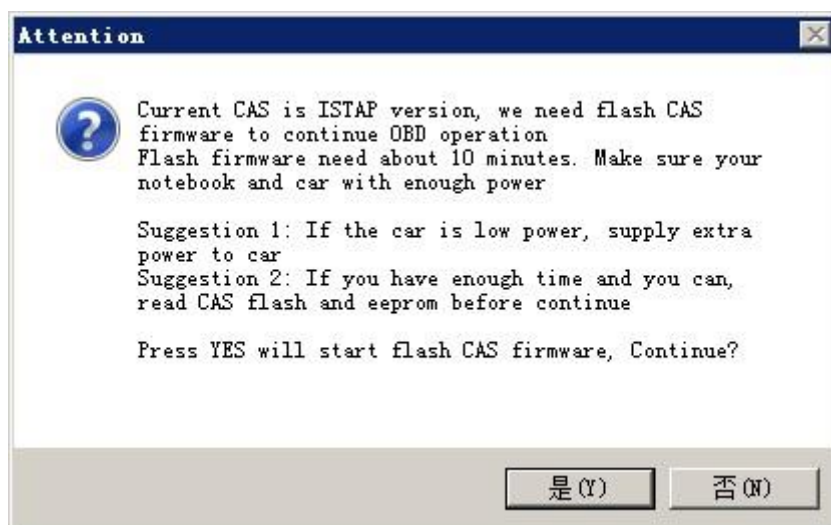 Attention
Current CAS is ISTAP version, we need flash CAS
firmware to continue OBD operation
Flash firmware need about 10 minutes. Make sure your
notebook and car with enough power
Suggestion 1: If the car is low power, supply extra
power to car
Suggestion 2: If you have enough time and you can,
read CAS flash and eeprom before continue
Press YES will start flash CAS firmware, Continue?
是(Y)
否(N)